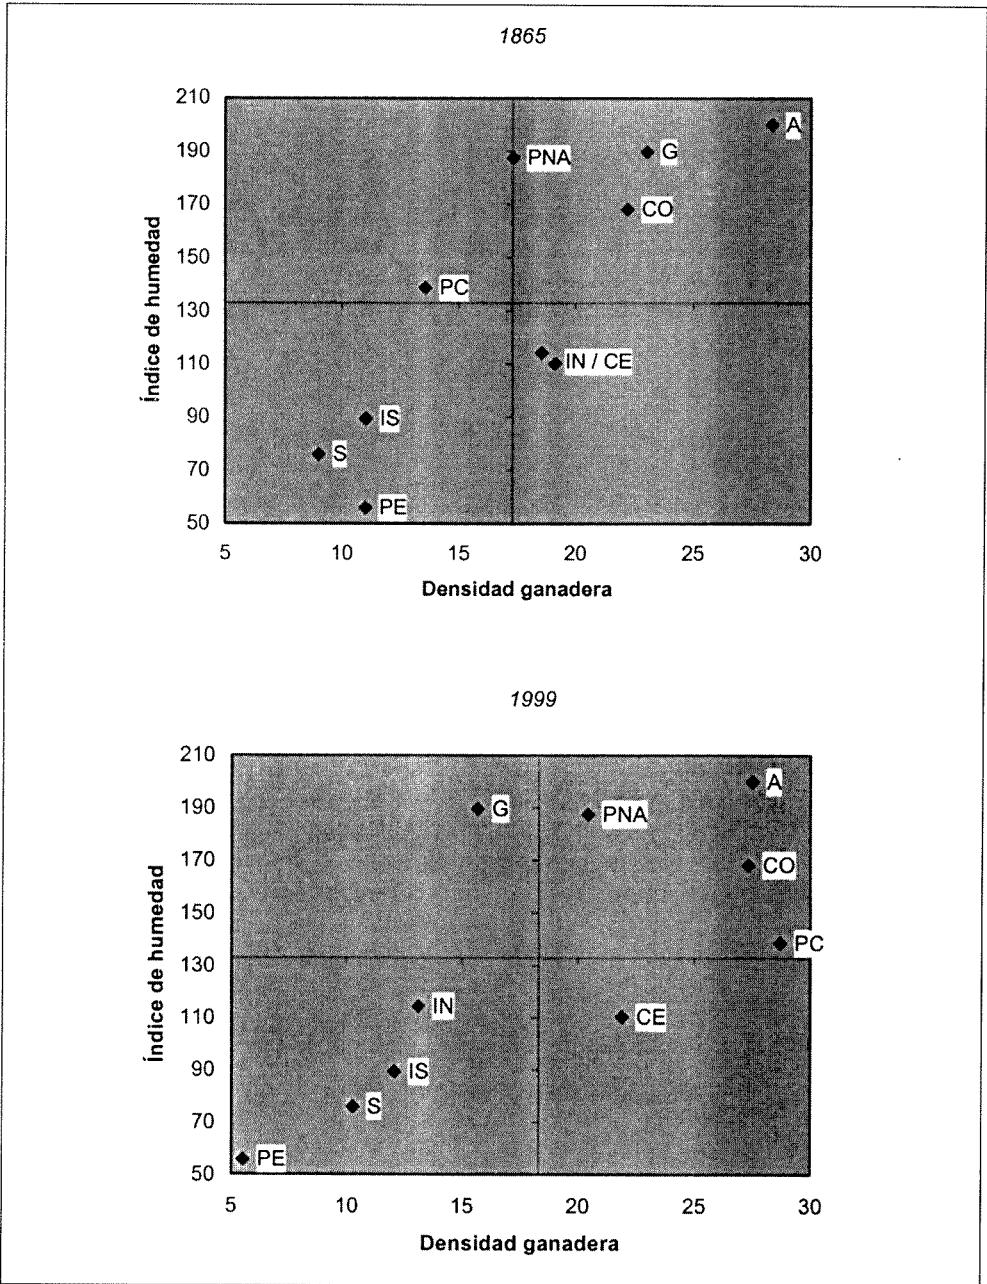 1865
210
190
170
150
130
110
90
70
50
Índice de humedad
A
G
PNA
CO
PC
IN / CE
IS
S
PE
5 10 15 20 25 30
Densidad ganadera
1999
210
190
170
150
130
110
90
70
50
Índice de humedad
A
G
PNA
CO
PC
IN
CE
IS
S
PE
5 10 15 20 25 30
Densidad ganadera